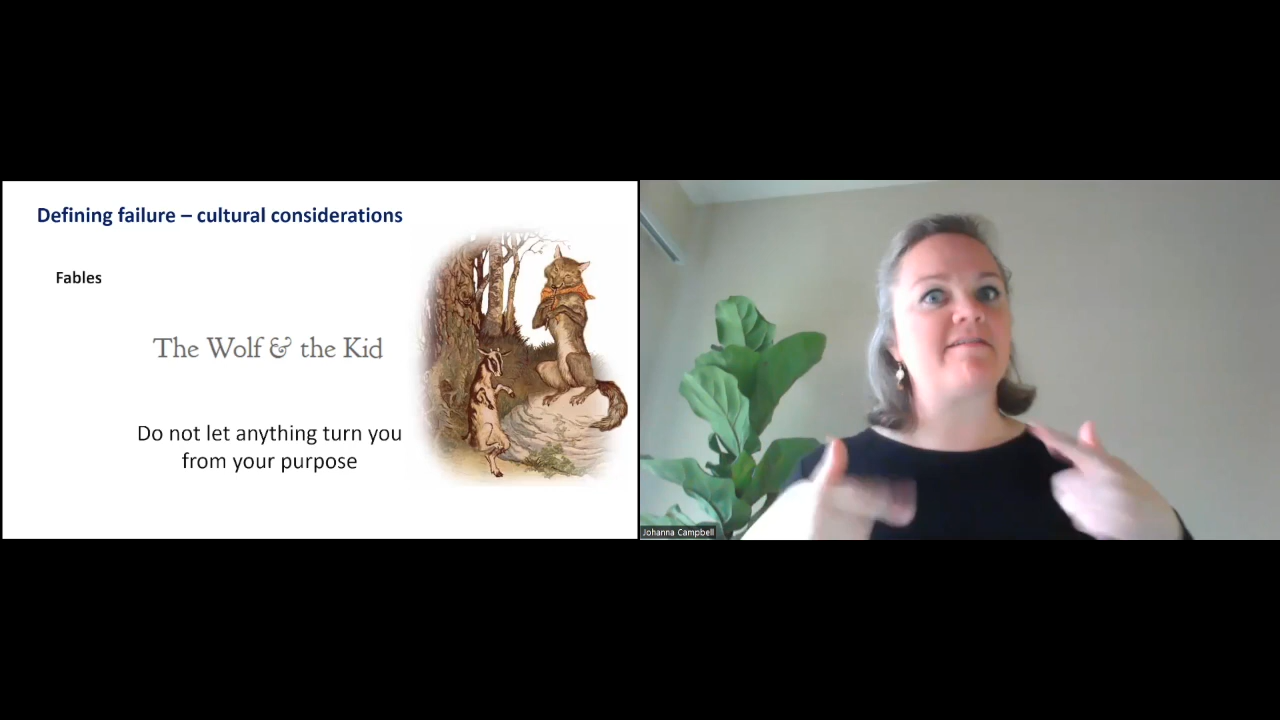 Defining failure – cultural considerations
Fables
The Wolf & the Kid
Do not let anything turn you
from your purpose
Johanna Campbell